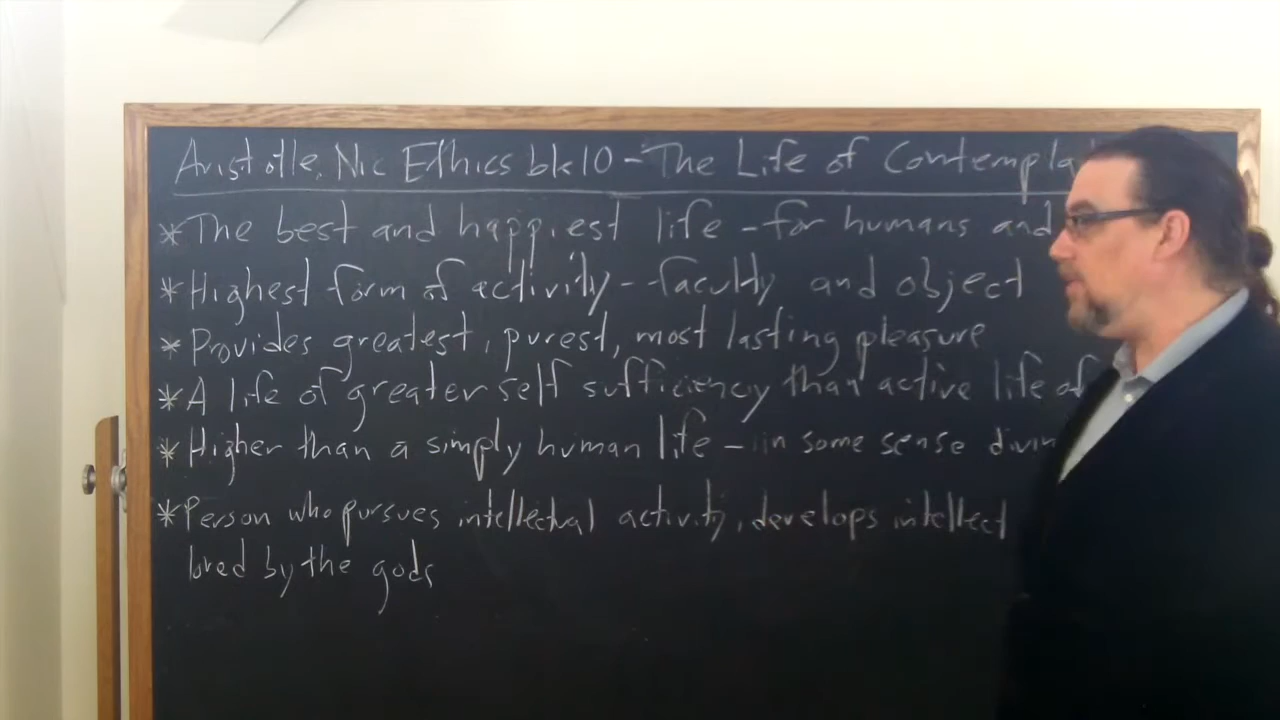 Aristotle, Nic Ethics bk 10 - The Life of Contempla
* The best and happiest life - for humans and
* Highest form of activity - faculty and object
* Provides greatest, purest, most lasting pleasure
* A life of greater self sufficiency than active life of
* Higher than a simply human life - in some sense divin
* Person who pursues intellectual activity, develops intellect
loved by the gods